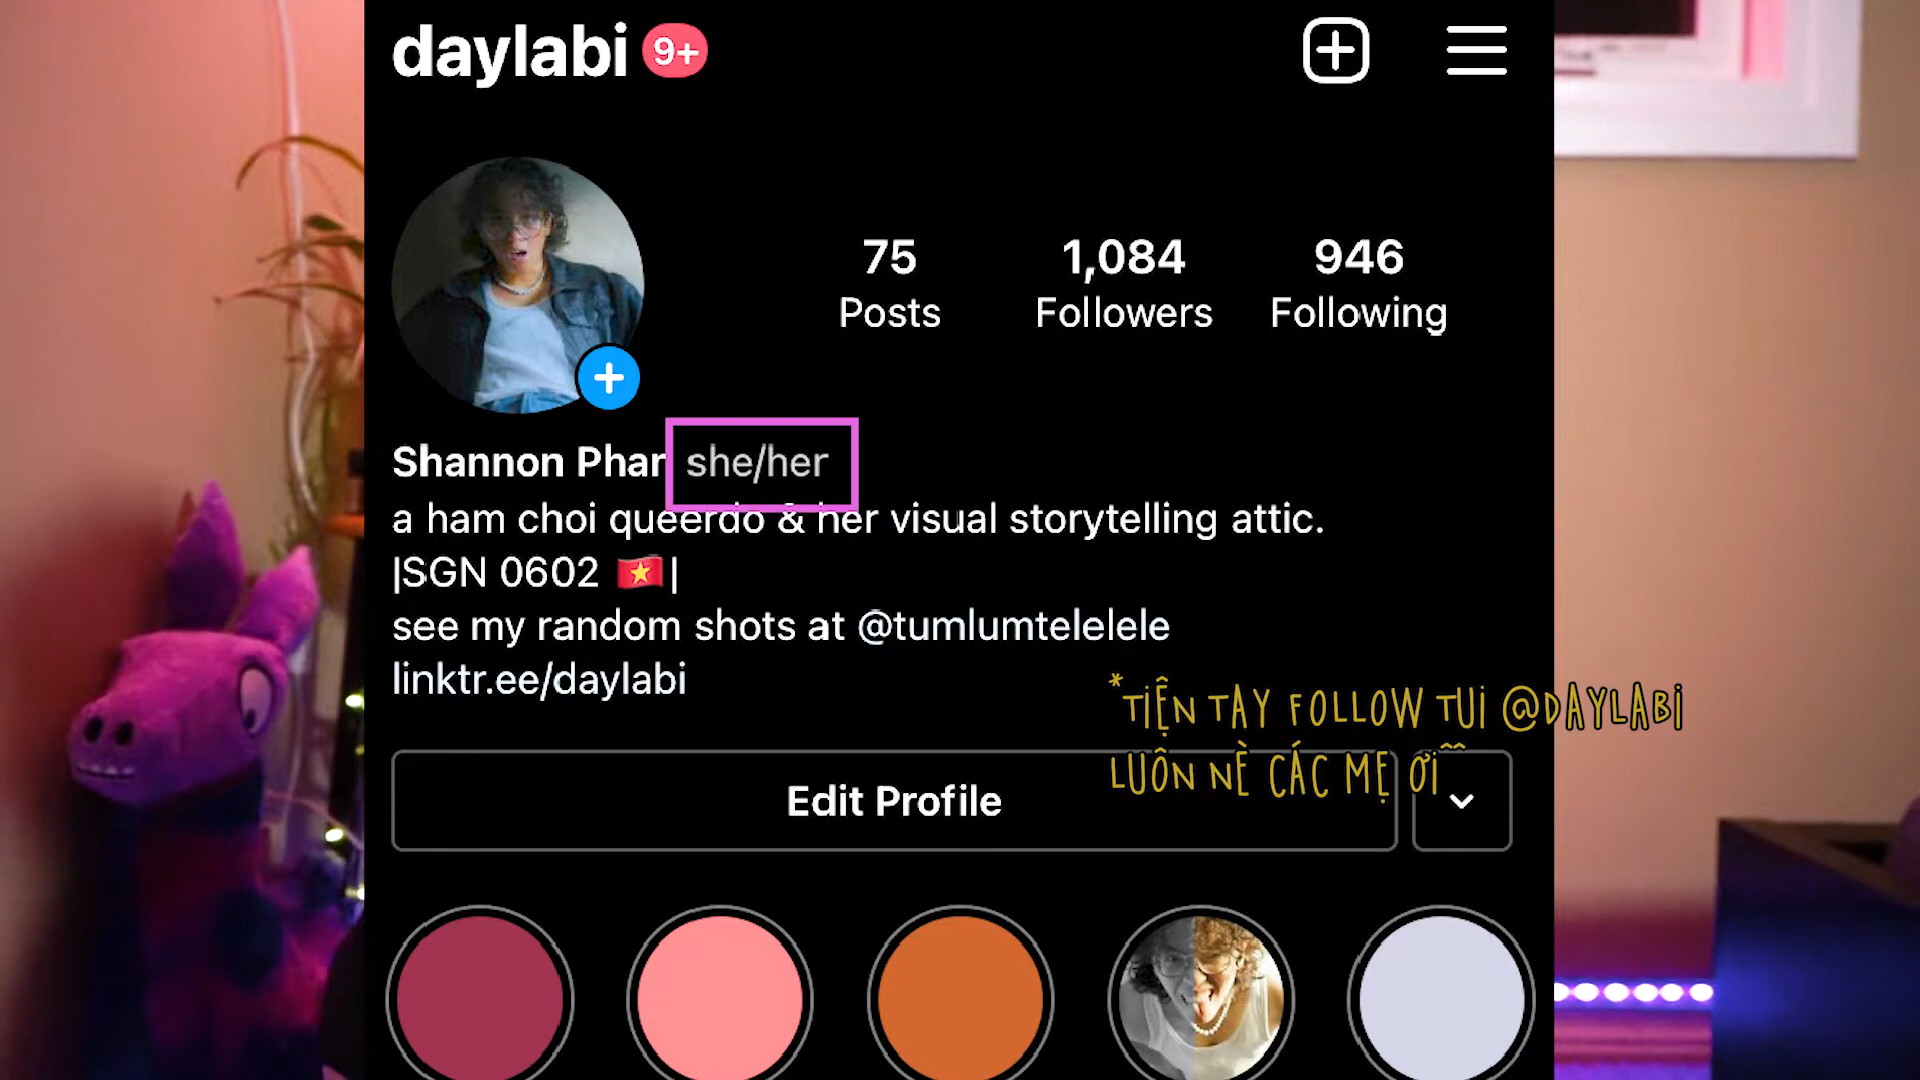 daylabi 9+
75 1,084 946
Posts Followers Following
Shannon Phar she/her
a ham choi queerdo & her visual storytelling attic.
|SGN 0602 🇻🇳|
see my random shots at @tumlumtelelele
linktr.ee/daylabi
*TIỆN TAY FOLLOW TUI @DAYLABI
LUÔN NÈ CÁC MẸ ƠI^^
Edit Profile